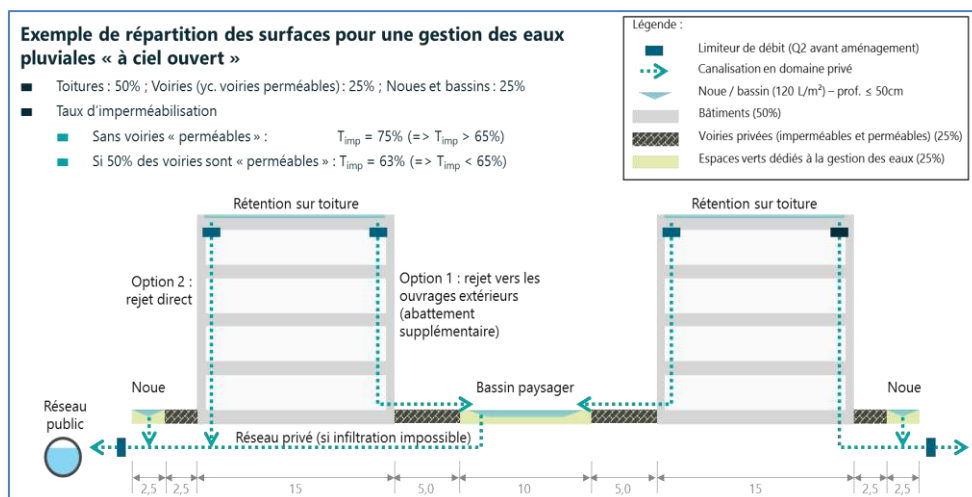 Exemple de répartition des surfaces pour une gestion des eaux
pluviales « à ciel ouvert »
Toitures : 50% ; Voiries (yc. voiries perméables) : 25% ; Noues et bassins : 25%
Taux d'imperméabilisation
Sans voiries « perméables » : Timp = 75% (=> Timp > 65%)
Si 50% des voiries sont « perméables » : Timp = 63% (=> Timp < 65%)
Légende :
Limiteur de débit (Q2 avant aménagement)
Canalisation en domaine privé
Noue / bassin (120 L/m²) – prof. ≤ 50cm
Bâtiments (50%)
Voiries privées (imperméables et perméables) (25%)
Espaces verts dédiés à la gestion des eaux (25%)
Rétention sur toiture
Rétention sur toiture
Option 2 :
rejet direct
Option 1 : rejet vers les
ouvrages extérieurs
(abattement
supplémentaire)
Noue
Bassin paysager
Noue
Réseau
public
Réseau privé (si infiltration impossible)
2,5 2,5 15 5,0 10 5,0 15 2,5 2,5